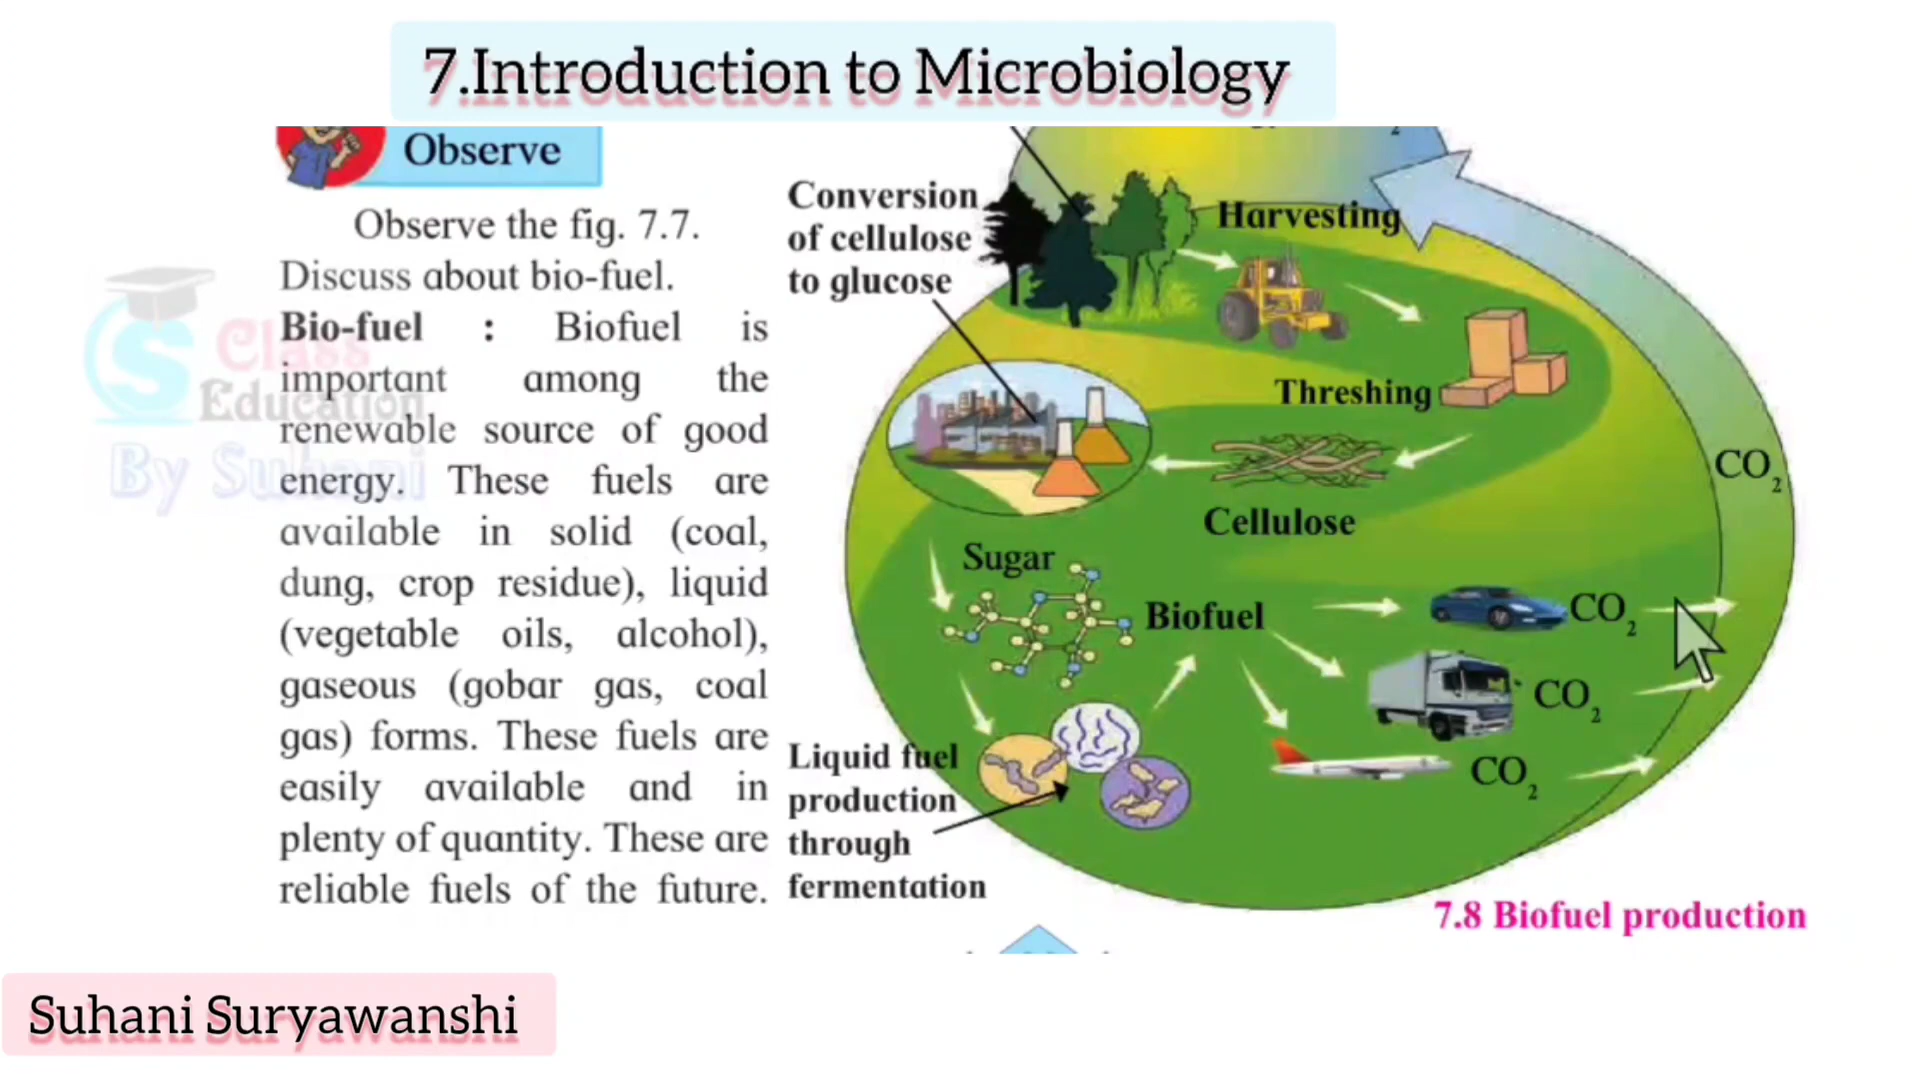 7.Introduction to Microbiology
Observe
Observe the fig. 7.7.
Discuss about bio-fuel.
Bio-fuel : Biofuel is
important among the
renewable source of good
energy. These fuels are
available in solid (coal,
dung, crop residue), liquid
(vegetable oils, alcohol),
gaseous (gobar gas, coal
gas) forms. These fuels are
easily available and in
plenty of quantity. These are
reliable fuels of the future.
Class
Education
By Suhani
Conversion
of cellulose
to glucose
Harvesting
Threshing
Cellulose
CO2
Sugar
Biofuel
CO2
CO2
CO2
Liquid fuel
production
through
fermentation
7.8 Biofuel production
Suhani Suryawanshi